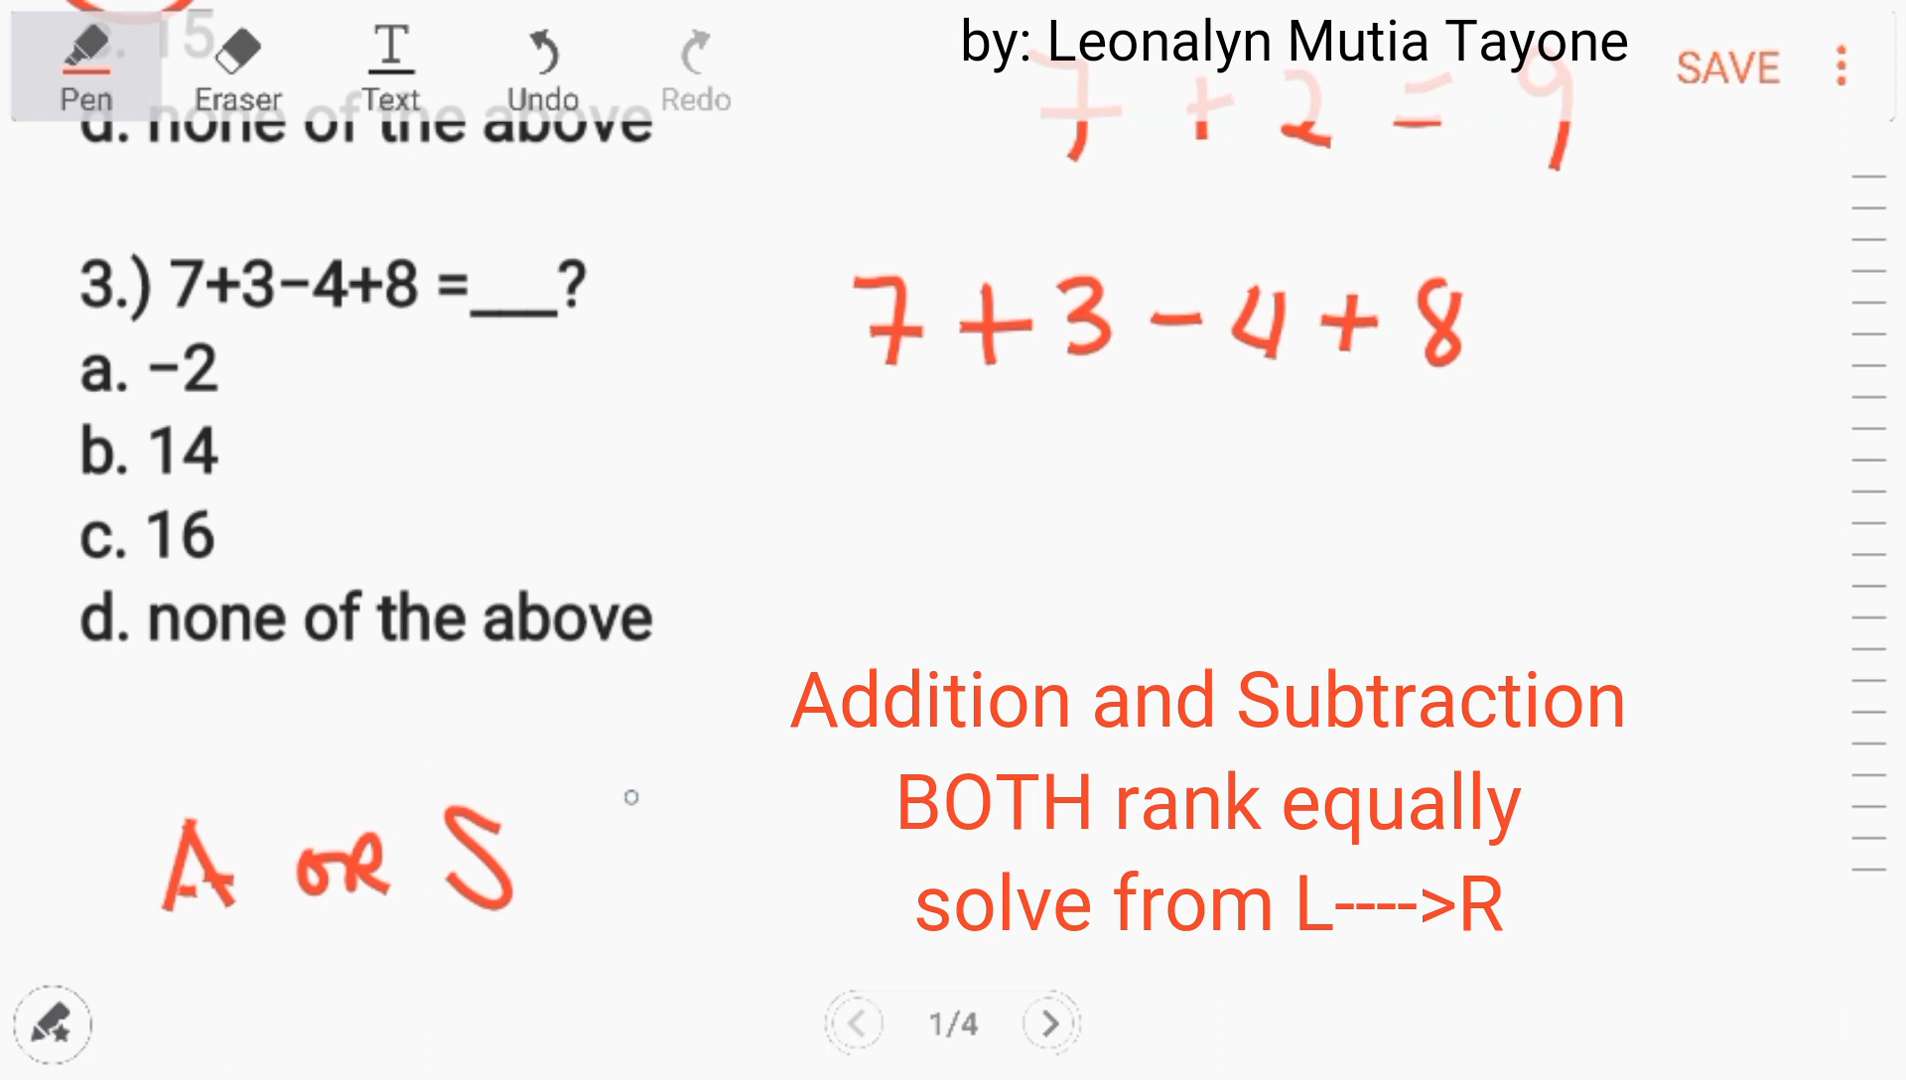 by: Leonalyn Mutia Tayone
Pen
Eraser
Text
Undo
Redo
SAVE
15
d. none of the above
7 + 2 = 9
3.) 7+3−4+8 =___?
7 + 3 - 4 + 8
a. −2
b. 14
c. 16
d. none of the above
Addition and Subtraction
BOTH rank equally
solve from L---->R
A OR S
1/4